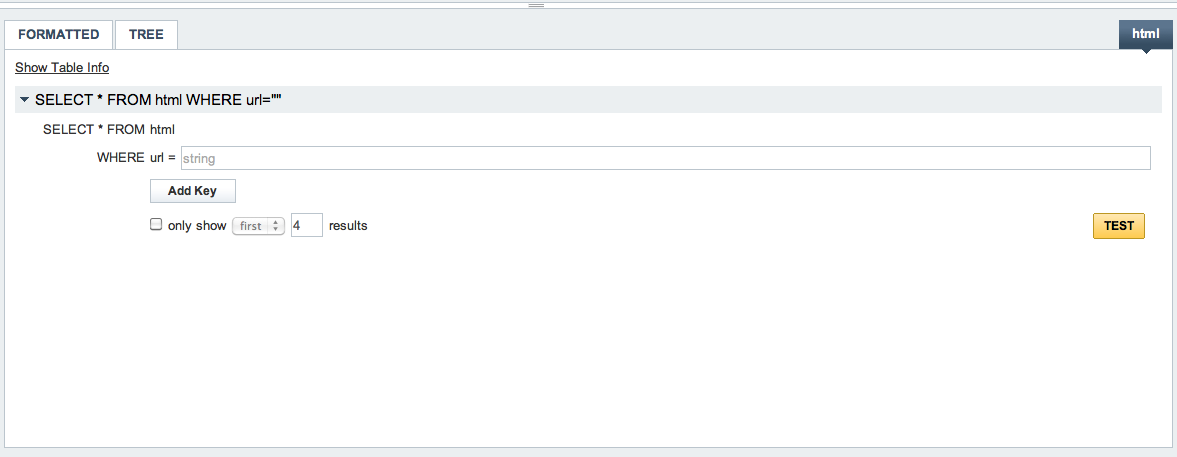 FORMATTED TREE html
Show Table Info
SELECT * FROM html WHERE url=""
SELECT * FROM html
WHERE url = string
Add Key
only show first 4 results TEST